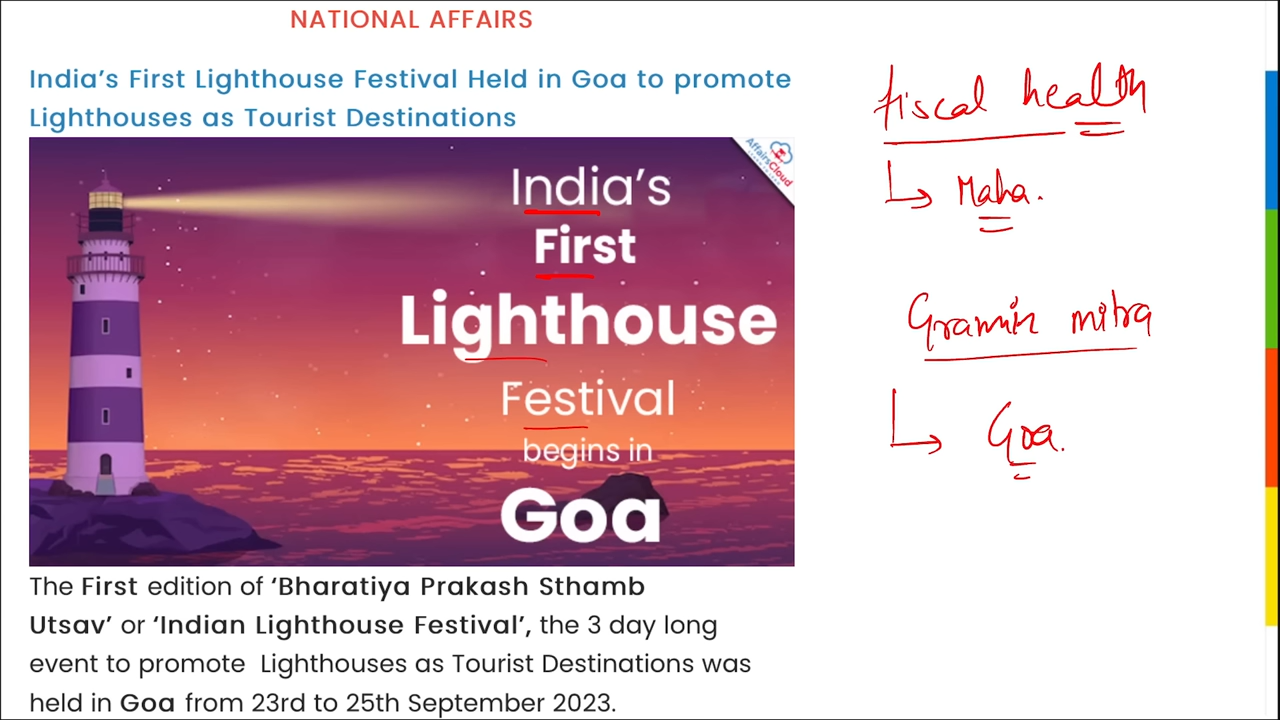 NATIONAL AFFAIRS
India's First Lighthouse Festival Held in Goa to promote
Lighthouses as Tourist Destinations
AffairsCloud
India's
First
Lighthouse
Festival
begins in
Goa
The First edition of ‘Bharatiya Prakash Sthamb
Utsav’ or ‘Indian Lighthouse Festival’, the 3 day long
event to promote Lighthouses as Tourist Destinations was
held in Goa from 23rd to 25th September 2023.
fiscal health
Maha.
Gramin mitra
Goa.